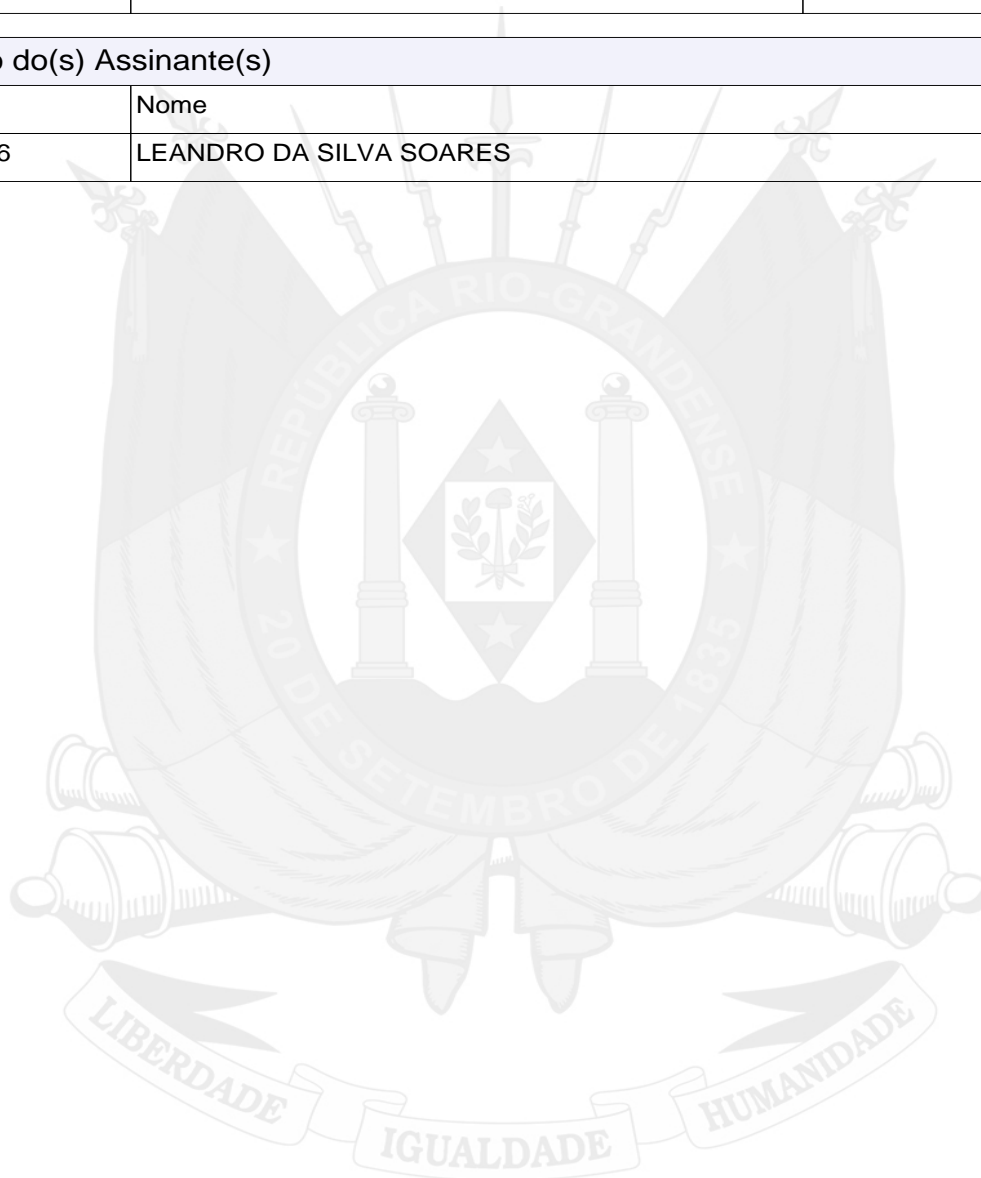 o do(s) Assinante(s)
Nome
6 LEANDRO DA SILVA SOARES
REPÚBLICA RIO-GRANDENSE
20 DE SETEMBRO DE 1835
LIBERDADE
IGUALDADE
HUMANIDADE